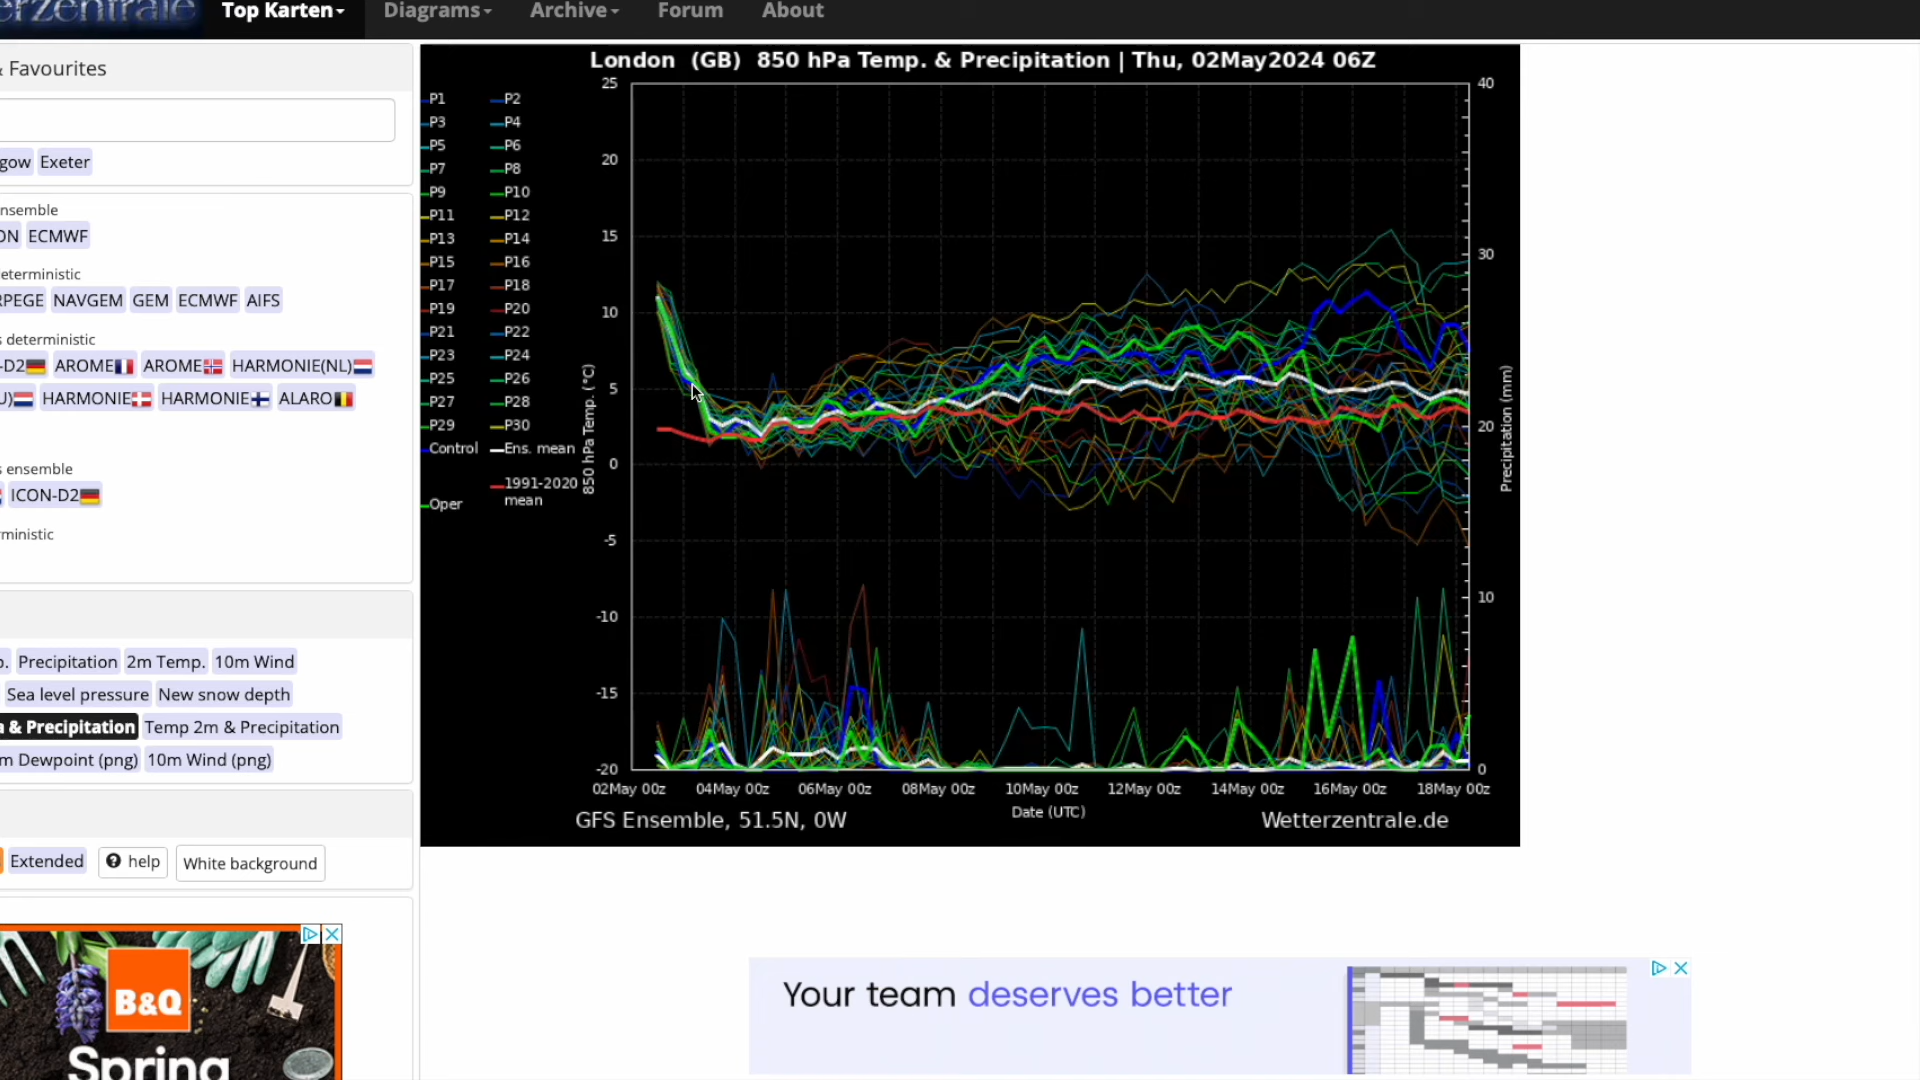 erzentrale Top Karten Diagrams Archive Forum About
& Favourites
gow Exeter
nsemble
ON ECMWF
eterministic
RPEGE NAVGEM GEM ECMWF AIFS
s deterministic
-D2 AROME AROME HARMONIE(NL)
U) HARMONIE HARMONIE ALARO
s ensemble
ICON-D2
ministic
p. Precipitation 2m Temp. 10m Wind
Sea level pressure New snow depth
a & Precipitation Temp 2m & Precipitation
m Dewpoint (png) 10m Wind (png)
Extended help White background
B&Q
Spring
London (GB) 850 hPa Temp. & Precipitation | Thu, 02May2024 06Z
P1 P2
P3 P4
P5 P6
P7 P8
P9 P10
P11 P12
P13 P14
P15 P16
P17 P18
P19 P20
P21 P22
P23 P24
P25 P26
P27 P28
P29 P30
Control Ens. mean
1991-2020
mean
Oper
850 hPa Temp. (°C)
25
20
15
10
5
0
-5
-10
-15
-20
40
30
20
10
0
Precipitation (mm)
02May 00z 04May 00z 06May 00z 08May 00z 10May 00z 12May 00z 14May 00z 16May 00z 18May 00z
Date (UTC)
GFS Ensemble, 51.5N, 0W
Wetterzentrale.de
Your team deserves better